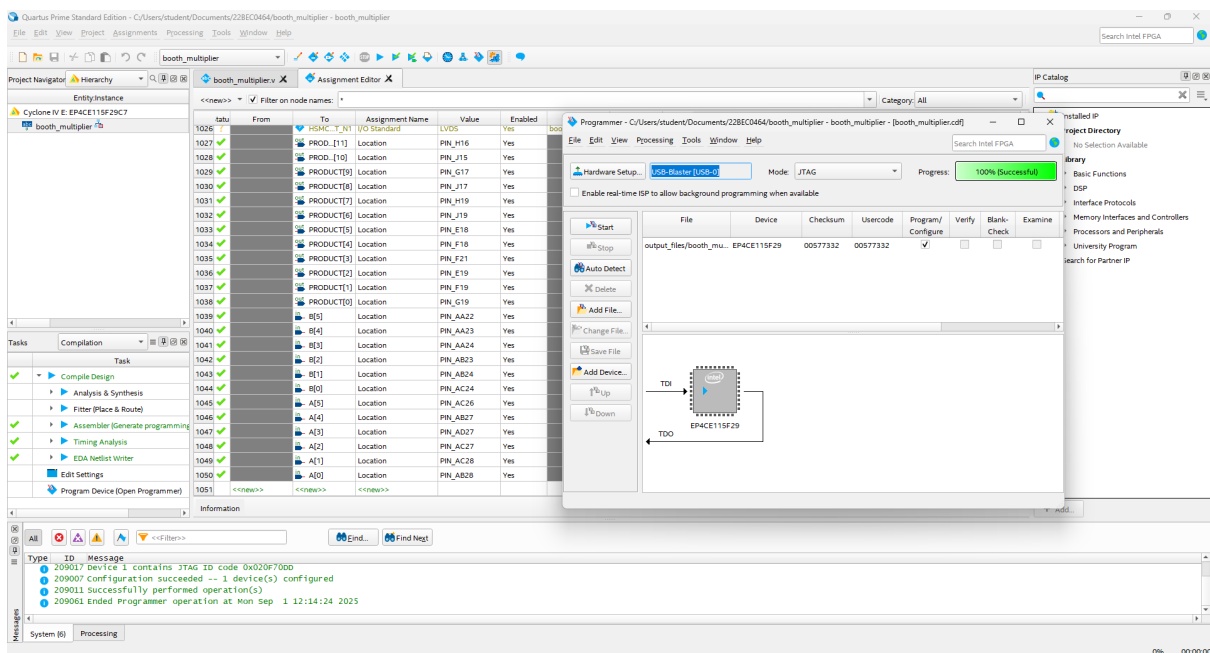 Quartus Prime Standard Edition - C:/Users/student/Documents/22BEC0464/booth_multiplier - booth_multiplier
File Edit View Project Assignments Processing Tools Window Help
Search Intel FPGA
booth_multiplier
Project Navigator Hierarchy
Entity:Instance
Cyclone IV E: EP4CE115F29C7
booth_multiplier
booth_multiplier.v
Assignment Editor
<<new>> Filter on node names: *
Category: All
tatu From To Assignment Name Value Enabled
1026 HSMC...T_N1 I/O Standard LVDS Yes boo
1027 PROD...[11] Location PIN_H16 Yes
1028 PROD...[10] Location PIN_J15 Yes
1029 PRODUCT[9] Location PIN_G17 Yes
1030 PRODUCT[8] Location PIN_J17 Yes
1031 PRODUCT[7] Location PIN_H19 Yes
1032 PRODUCT[6] Location PIN_J19 Yes
1033 PRODUCT[5] Location PIN_E18 Yes
1034 PRODUCT[4] Location PIN_F18 Yes
1035 PRODUCT[3] Location PIN_F21 Yes
1036 PRODUCT[2] Location PIN_E19 Yes
1037 PRODUCT[1] Location PIN_F19 Yes
1038 PRODUCT[0] Location PIN_G19 Yes
1039 B[5] Location PIN_AA22 Yes
1040 B[4] Location PIN_AA23 Yes
1041 B[3] Location PIN_AA24 Yes
1042 B[2] Location PIN_AB23 Yes
1043 B[1] Location PIN_AB24 Yes
1044 B[0] Location PIN_AC24 Yes
1045 A[5] Location PIN_AC26 Yes
1046 A[4] Location PIN_AB27 Yes
1047 A[3] Location PIN_AD27 Yes
1048 A[2] Location PIN_AC27 Yes
1049 A[1] Location PIN_AC28 Yes
1050 A[0] Location PIN_AB28 Yes
1051 <<new>> <<new>> <<new>>
Information
Tasks Compilation
Task
Compile Design
Analysis & Synthesis
Fitter (Place & Route)
Assembler (Generate programming
Timing Analysis
EDA Netlist Writer
Edit Settings
Program Device (Open Programmer)
Programmer - C:/Users/student/Documents/22BEC0464/booth_multiplier - booth_multiplier - [booth_multiplier.cdf]
File Edit View Processing Tools Window Help
Search Intel FPGA
Hardware Setup... USB-Blaster [USB-0] Mode: JTAG Progress: 100% (Successful)
Enable real-time ISP to allow background programming when available
Start
Stop
Auto Detect
Delete
Add File...
Change File...
Save File
Add Device...
Up
Down
File Device Checksum Usercode Program/ Configure Verify Blank- Check Examine
output_files/booth_mu... EP4CE115F29 00577332 00577332
TDI
intel
EP4CE115F29
TDO
IP Catalog
nstalled IP
roject Directory
No Selection Available
ibrary
Basic Functions
DSP
Interface Protocols
Memory Interfaces and Controllers
Processors and Peripherals
University Program
earch for Partner IP
Add...
All <<Filter>> Find... Find Next
Type ID Message
209017 Device 1 contains JTAG ID code 0x020F70DD
209007 Configuration succeeded -- 1 device(s) configured
209011 Successfully performed operation(s)
209061 Ended Programmer operation at Mon Sep 1 12:14:24 2025
Messages
System (6) Processing
0% 00:00:00